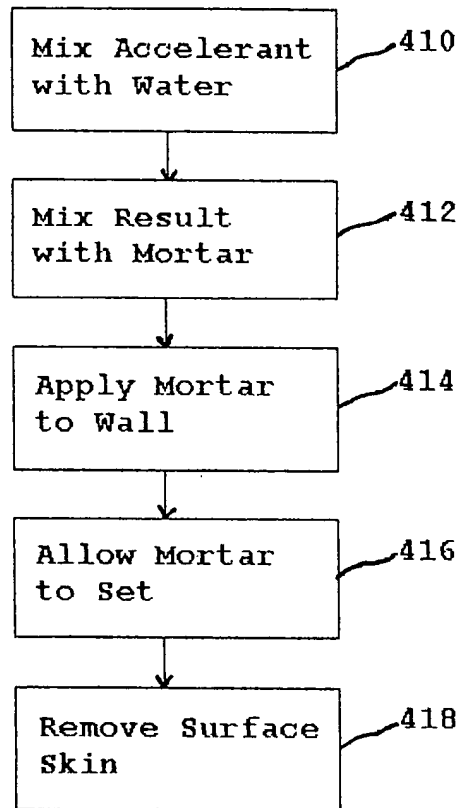 Mix Accelerant
with Water
410
Mix Result
with Mortar
412
Apply Mortar
to Wall
414
Allow Mortar
to Set
416
Remove Surface
Skin
418